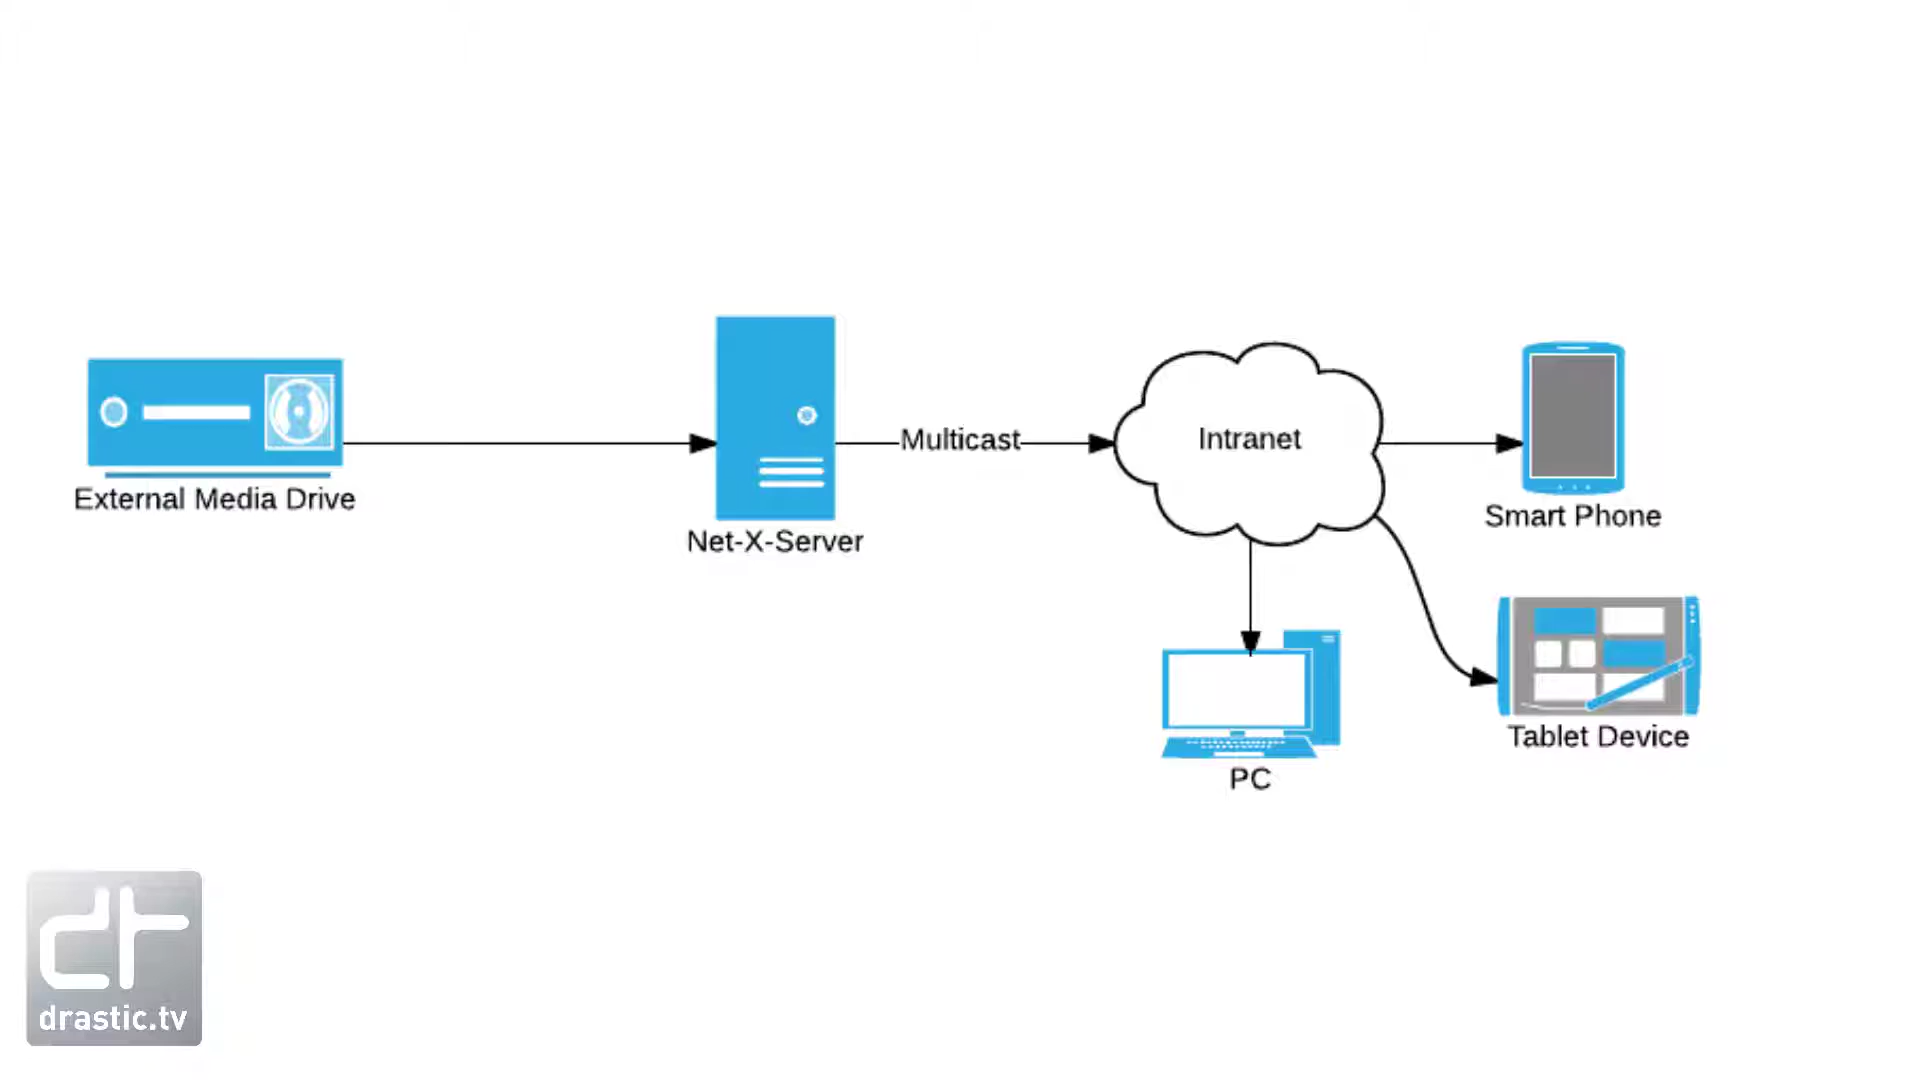 External Media Drive
Net-X-Server
Multicast
Intranet
Smart Phone
Tablet Device
PC
drastic.tv